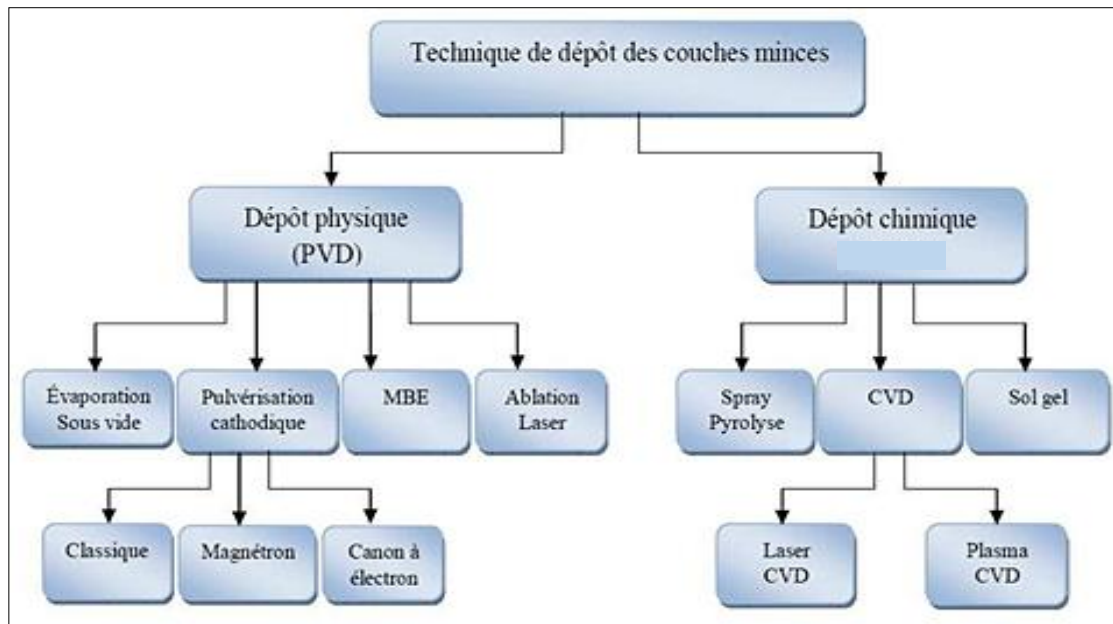 Technique de dépôt des couches minces
Dépôt physique
(PVD)
Dépôt chimique
Évaporation
Sous vide
Pulvérisation
cathodique
MBE
Ablation
Laser
Spray
Pyrolyse
CVD
Sol gel
Classique
Magnétron
Canon à
électron
Laser
CVD
Plasma
CVD